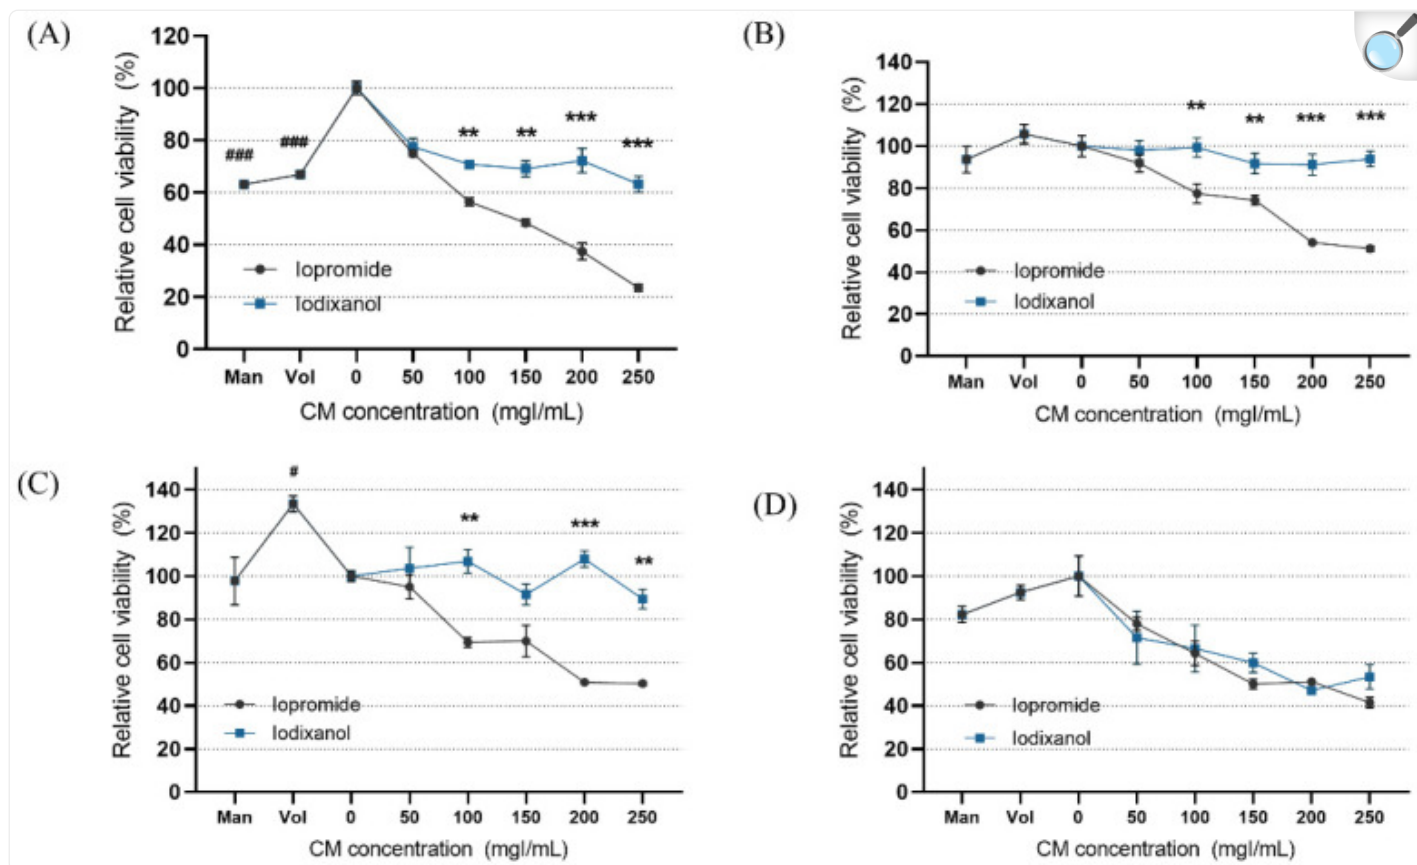 (A)
Relative cell viability (%)
120
100
80
60
40
20
0
###
###
**
**
***
***
Iopromide
Iodixanol
Man Vol 0 50 100 150 200 250
CM concentration (mgI/mL)
(B)
Relative cell viability (%)
140
120
100
80
60
40
20
0
**
**
***
***
Iopromide
Iodixanol
Man Vol 0 50 100 150 200 250
CM concentration (mgI/mL)
(C)
Relative cell viability (%)
140
120
100
80
60
40
20
0
#
**
***
**
Iopromide
Iodixanol
Man Vol 0 50 100 150 200 250
CM concentration (mgI/mL)
(D)
Relative cell viability (%)
140
120
100
80
60
40
20
0
Iopromide
Iodixanol
Man Vol 0 50 100 150 200 250
CM concentration (mgI/mL)